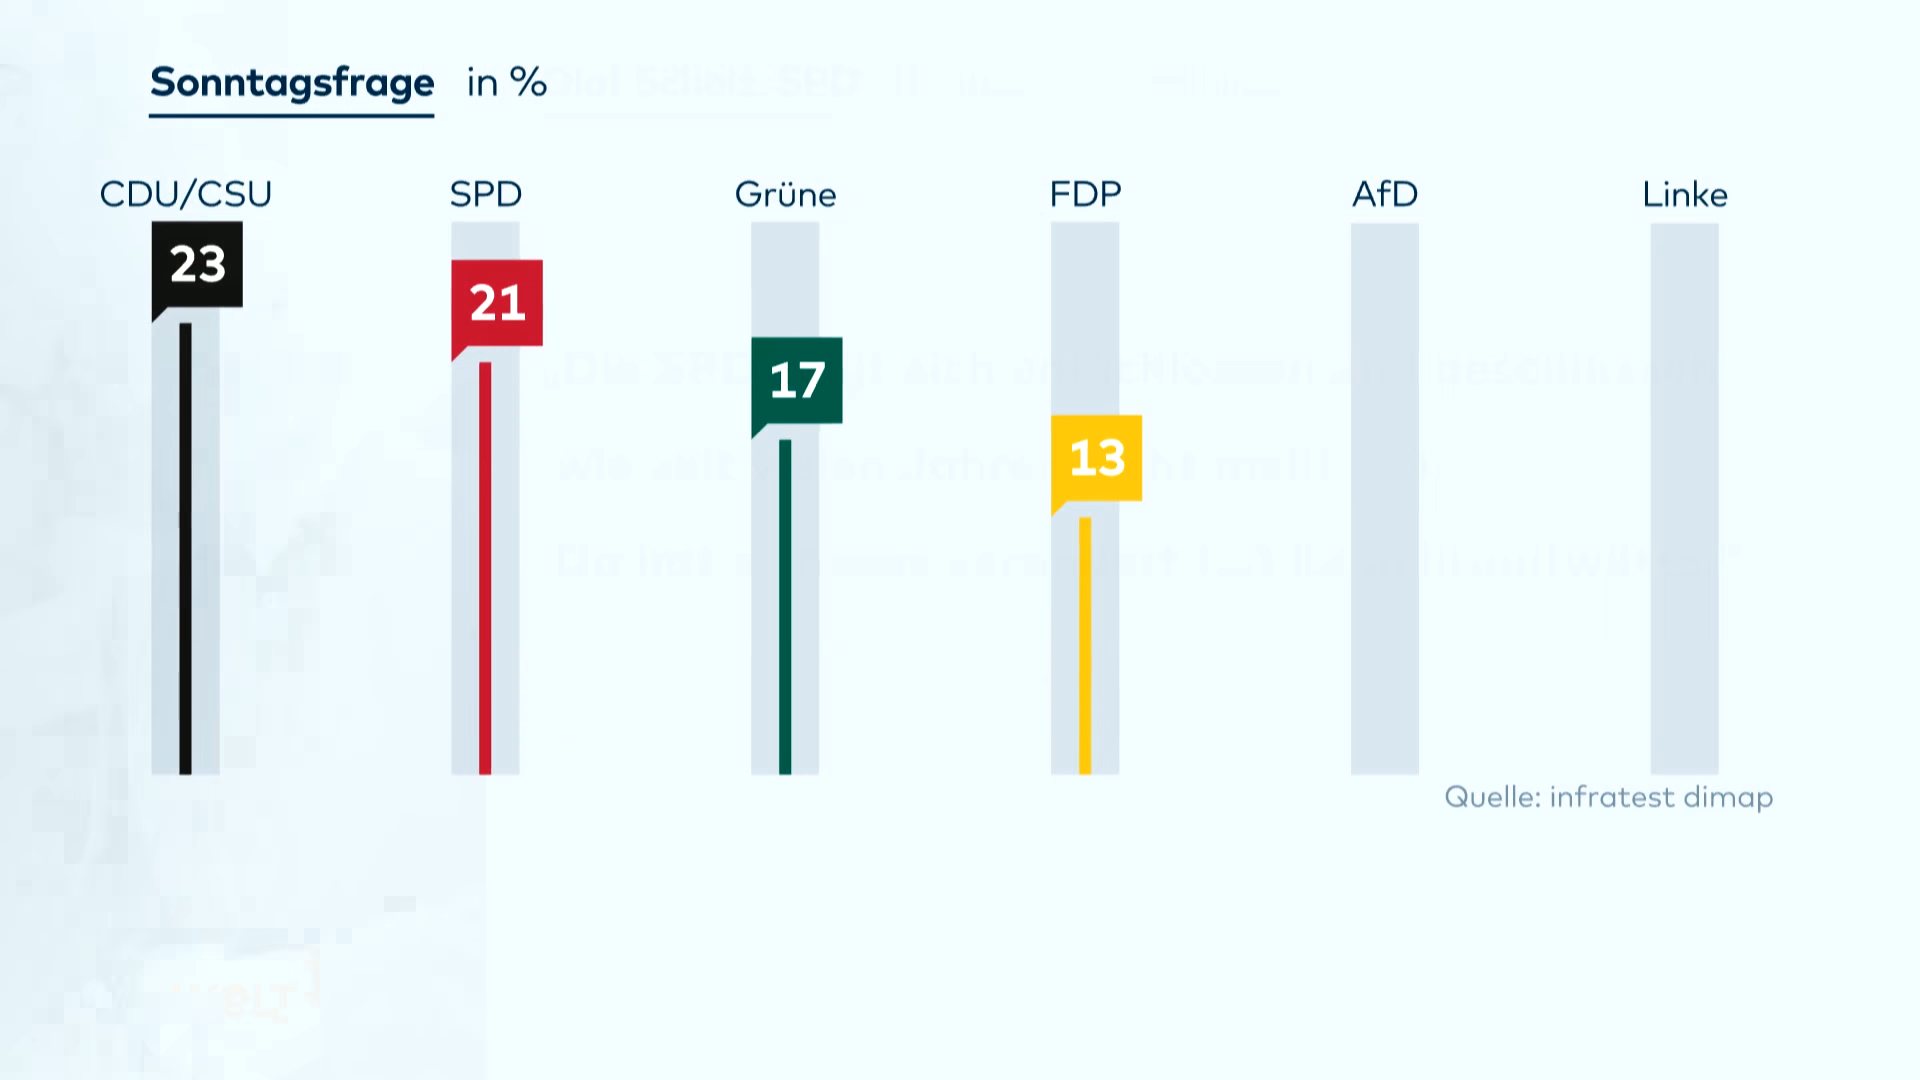 Sonntagsfrage in %
CDU/CSU SPD Grüne FDP AfD Linke
23
21
17
13
Quelle: infratest dimap